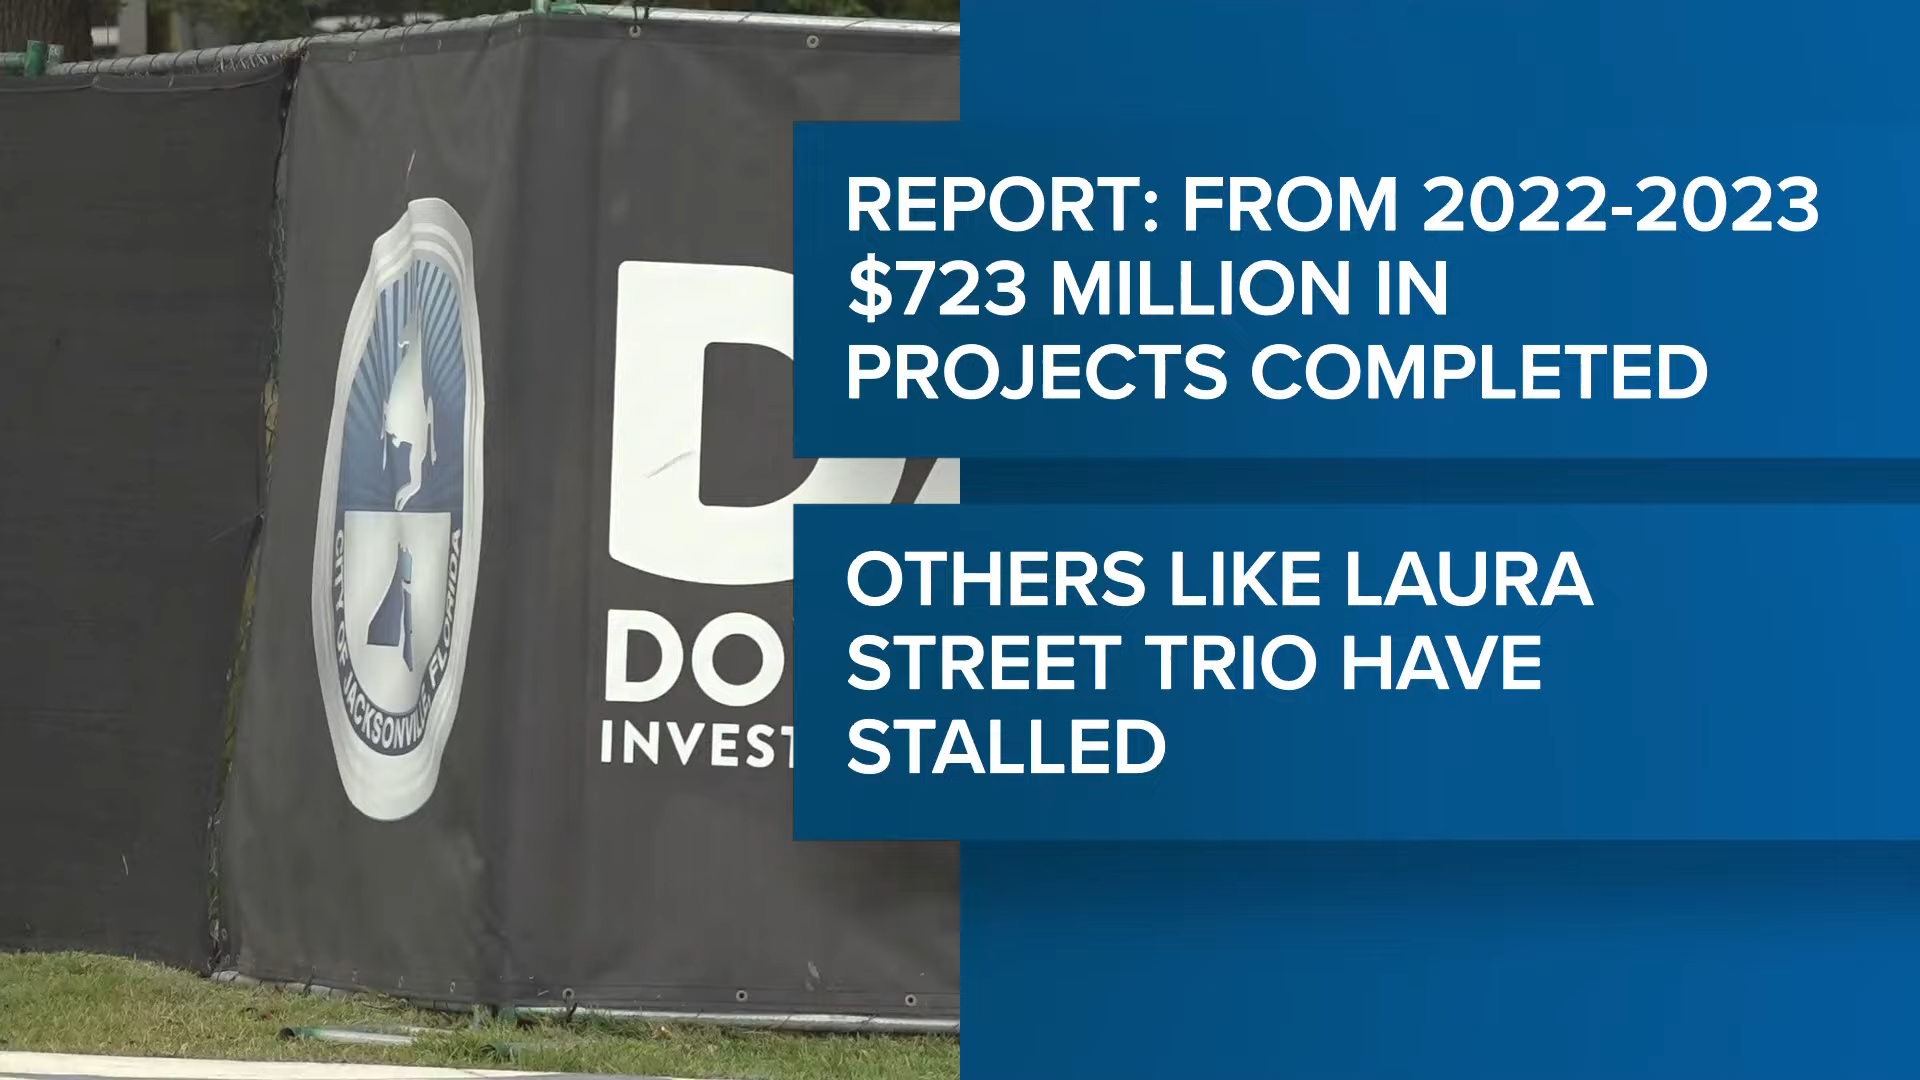 REPORT: FROM 2022-2023
$723 MILLION IN
PROJECTS COMPLETED
OTHERS LIKE LAURA
STREET TRIO HAVE
STALLED
CITY OF JACKSONVILLE, FLORIDA
D
DO
INVEST